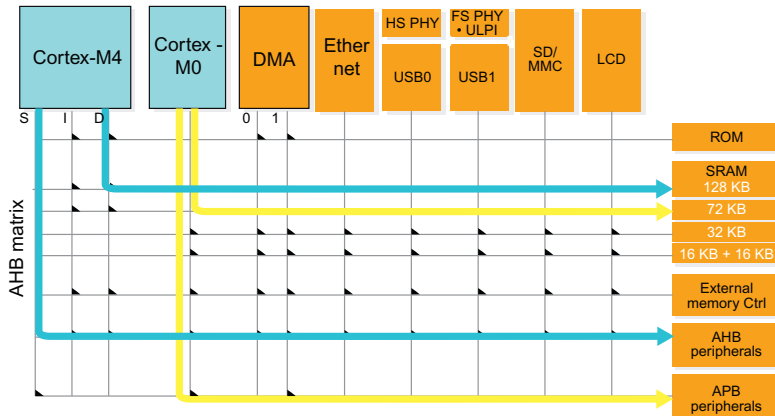 Cortex-M4
Cortex -
M0
DMA
Ether
net
HS PHY
USB0
FS PHY
• ULPI
USB1
SD/
MMC
LCD
S
I
D
0
1
AHB matrix
ROM
SRAM
128 KB
72 KB
32 KB
16 KB + 16 KB
External
memory Ctrl
AHB
peripherals
APB
peripherals